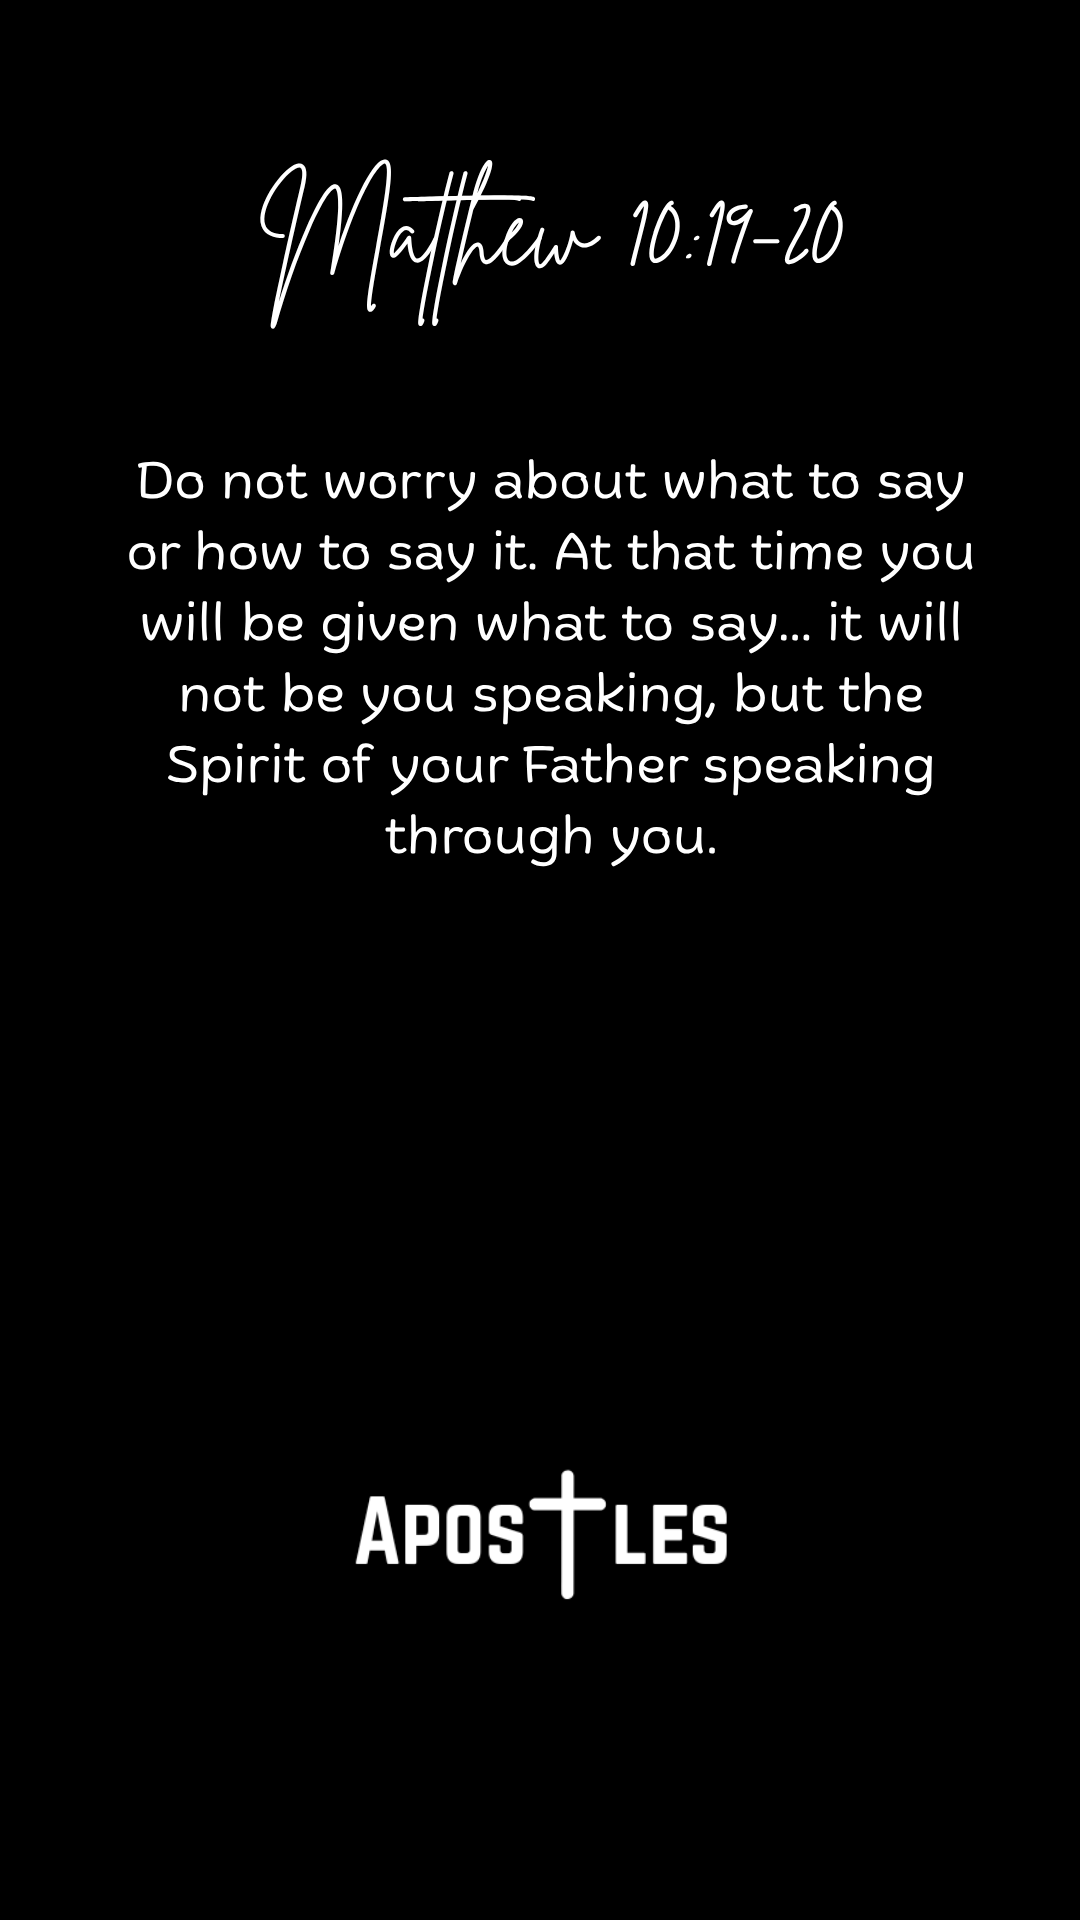 Matthew 10:19-20
Do not worry about what to say
or how to say it. At that time you
will be given what to say... it will
not be you speaking, but the
Spirit of your Father speaking
through you.
APOSTLES